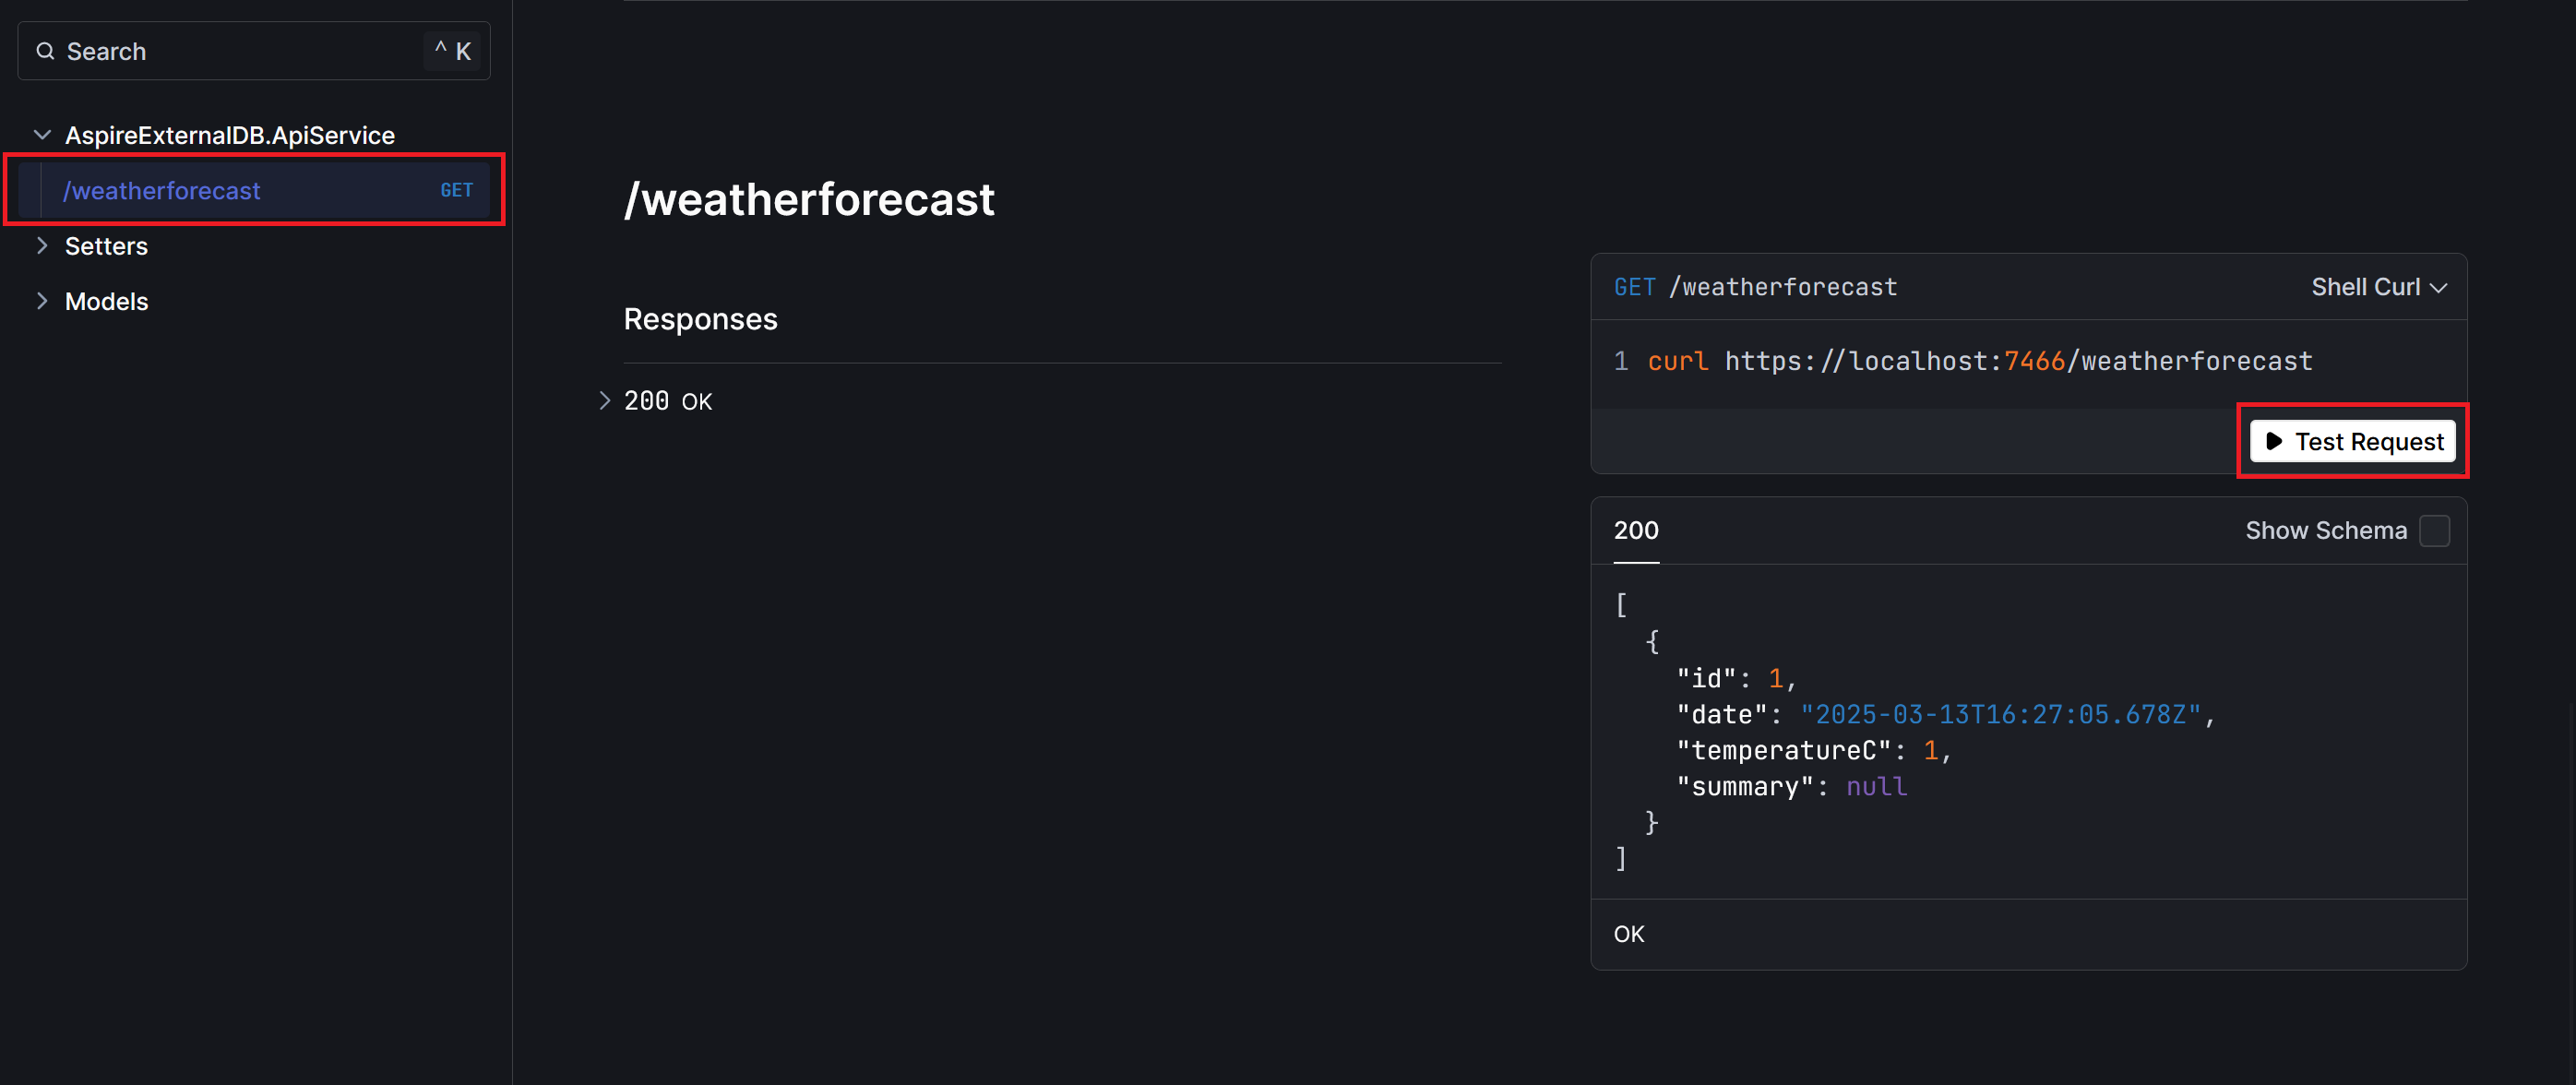 Search
^ K
AspireExternalDB.ApiService
/weatherforecast GET
Setters
Models
/weatherforecast
Responses
200 OK
GET /weatherforecast Shell Curl
1 curl https://localhost:7466/weatherforecast
Test Request
200 Show Schema
[
{
"id": 1,
"date": "2025-03-13T16:27:05.678Z",
"temperatureC": 1,
"summary": null
}
]
OK